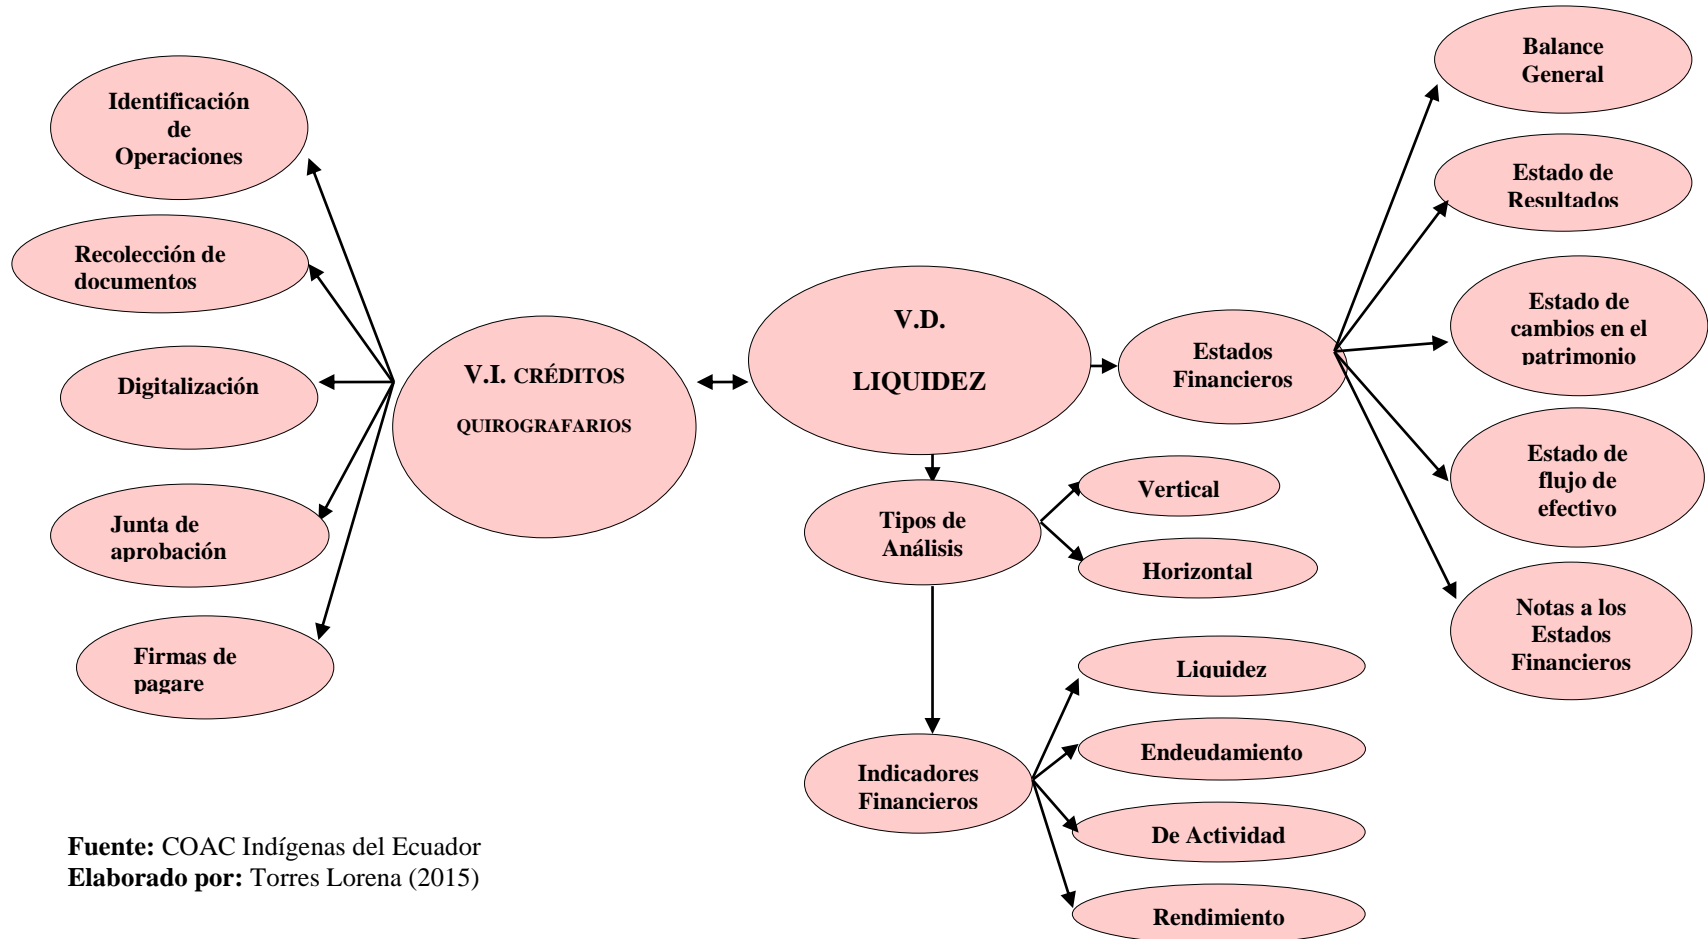 Identificación
de
Operaciones
Recolección de
documentos
Digitalización
Junta de
aprobación
Firmas de
pagare
V.I. CRÉDITOS
QUIROGRAFARIOS
V.D.
LIQUIDEZ
Estados
Financieros
Balance
General
Estado de
Resultados
Estado de
cambios en el
patrimonio
Estado de
flujo de
efectivo
Notas a los
Estados
Financieros
Tipos de
Análisis
Vertical
Horizontal
Indicadores
Financieros
Liquidez
Endeudamiento
De Actividad
Rendimiento
Fuente: COAC Indígenas del Ecuador
Elaborado por: Torres Lorena (2015)